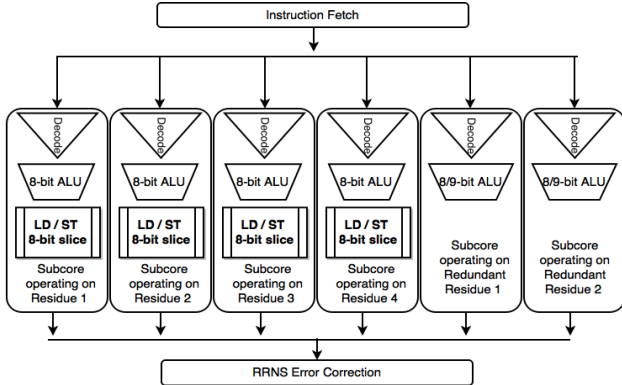 Instruction Fetch
Decode
Decode
Decode
Decode
Decode
Decode
8-bit ALU
8-bit ALU
8-bit ALU
8-bit ALU
8/9-bit ALU
8/9-bit ALU
LD / ST
8-bit slice
LD / ST
8-bit slice
LD / ST
8-bit slice
LD / ST
8-bit slice
Subcore
operating on
Residue 1
Subcore
operating on
Residue 2
Subcore
operating on
Residue 3
Subcore
operating on
Residue 4
Subcore
operating on
Redundant
Residue 1
Subcore
operating on
Redundant
Residue 2
RRNS Error Correction